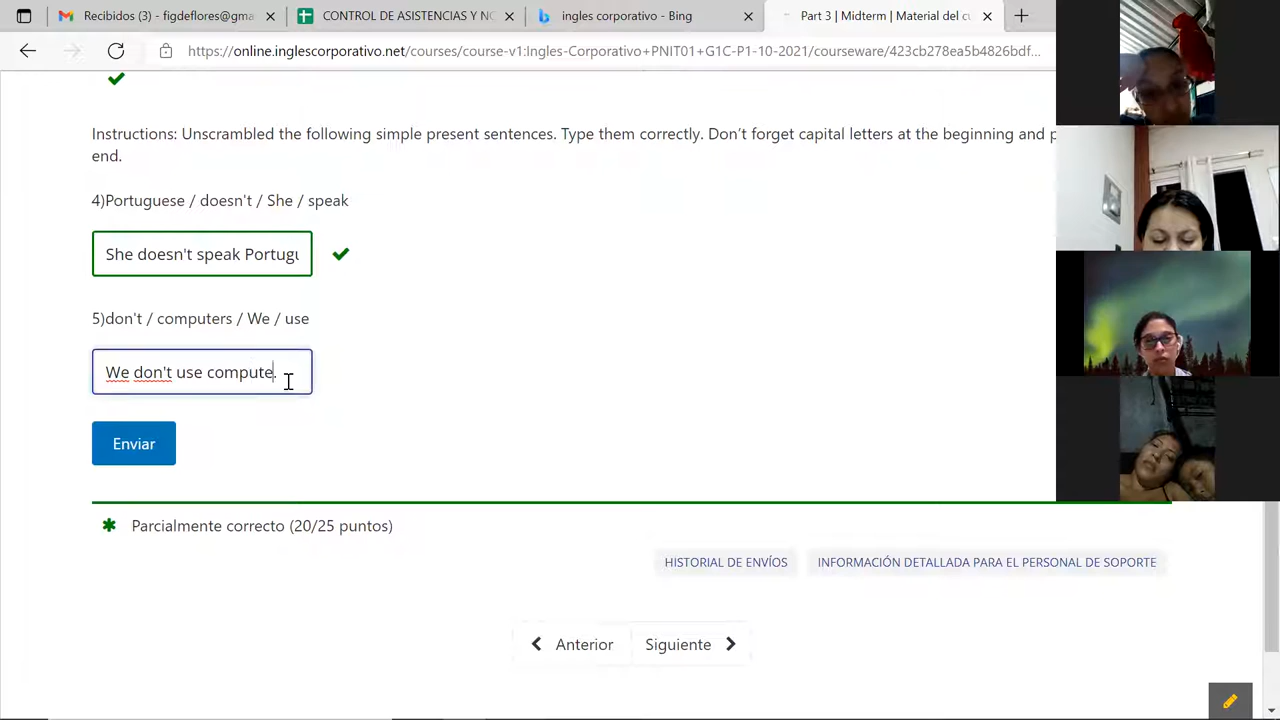 Recibidos (3) - figdeflores@gma
CONTROL DE ASISTENCIAS Y N
ingles corporativo - Bing
Part 3 | Midterm | Material del cu
https://online.inglescorporativo.net/courses/course-v1:Ingles-Corporativo+PNIT01+G1C-P1-10-2021/courseware/423cb278ea5b4826bdf...
Instructions: Unscrambled the following simple present sentences. Type them correctly. Don't forget capital letters at the beginning and p
end.
4)Portuguese / doesn't / She / speak
She doesn't speak Portugu
5)don't / computers / We / use
We don't use compute.
Enviar
Parcialmente correcto (20/25 puntos)
HISTORIAL DE ENVÍOS
INFORMACIÓN DETALLADA PARA EL PERSONAL DE SOPORTE
Anterior
Siguiente